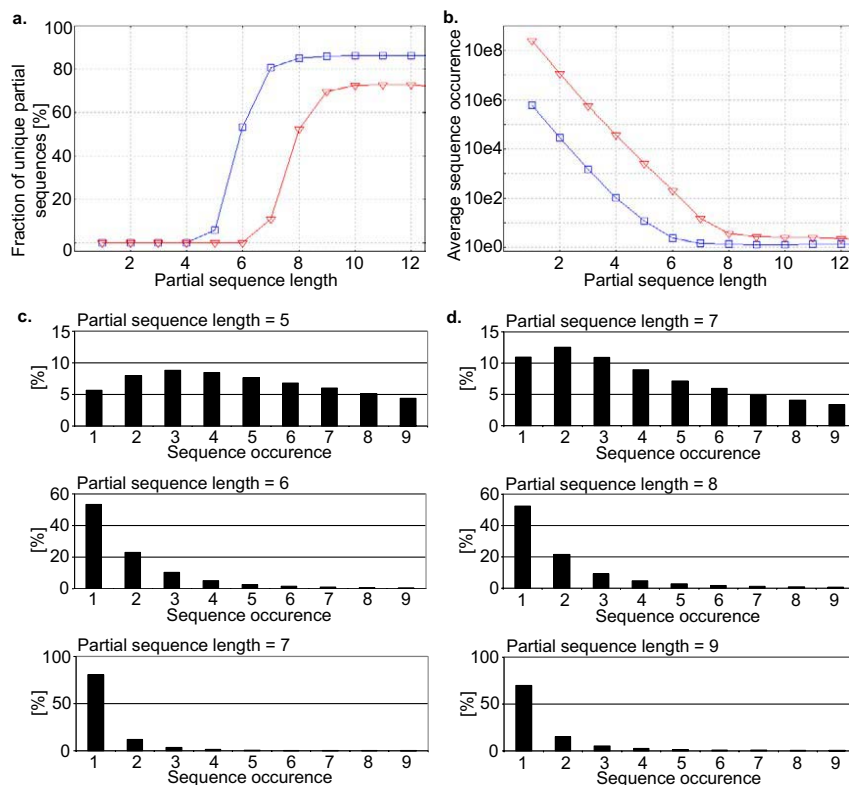 a.
Fraction of unique partial
sequences [%]
100
80
60
40
20
0
2 4 6 8 10 12
Partial sequence length
b.
Average sequence occurence
10e8
10e6
10e4
10e2
10e0
2 4 6 8 10 12
Partial sequence length
c.
Partial sequence length = 5
[%]
15
10
5
0
1 2 3 4 5 6 7 8 9
Sequence occurence
Partial sequence length = 6
[%]
60
40
20
0
1 2 3 4 5 6 7 8 9
Sequence occurence
Partial sequence length = 7
[%]
100
50
0
1 2 3 4 5 6 7 8 9
Sequence occurence
d.
Partial sequence length = 7
[%]
15
10
5
0
1 2 3 4 5 6 7 8 9
Sequence occurence
Partial sequence length = 8
[%]
60
40
20
0
1 2 3 4 5 6 7 8 9
Sequence occurence
Partial sequence length = 9
[%]
100
50
0
1 2 3 4 5 6 7 8 9
Sequence occurence